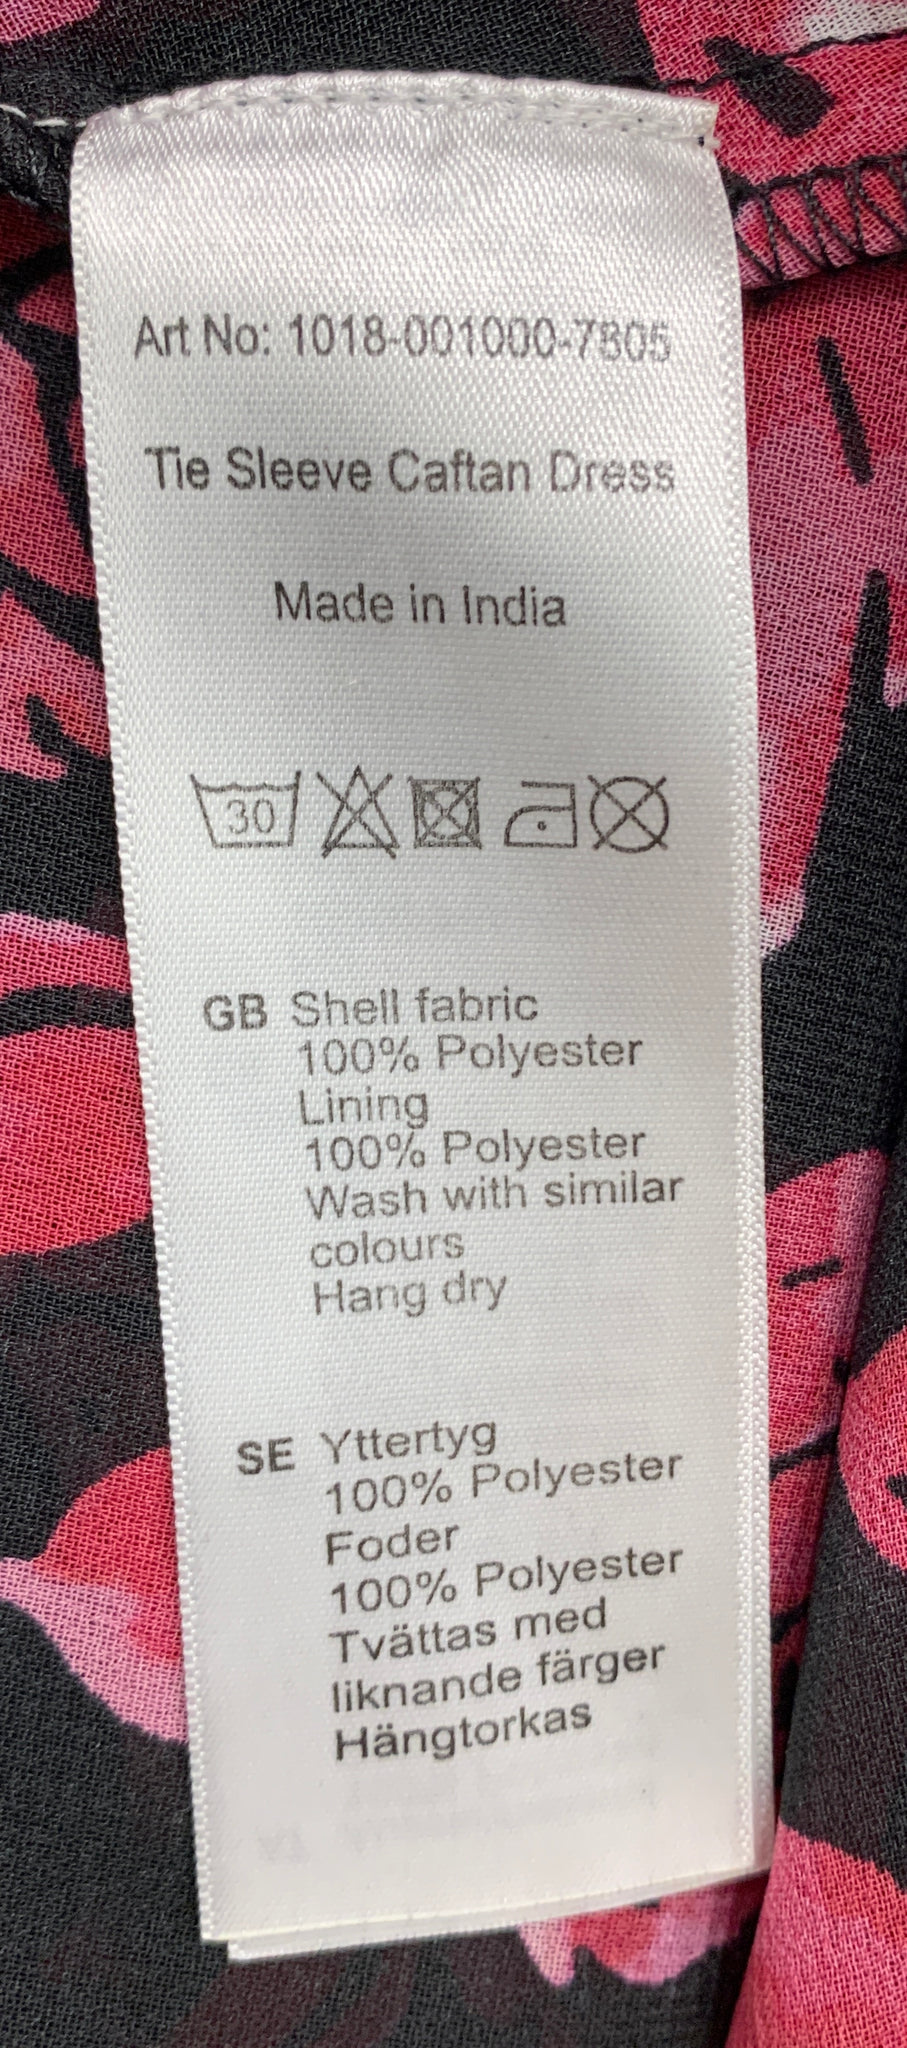 Art No: 1018-001000-7805
Tie Sleeve Caftan Dress
Made in India
30
GB Shell fabric
100% Polyester
Lining
100% Polyester
Wash with similar
colours
Hang dry
SE Yttertyg
100% Polyester
Foder
100% Polyester
Tvättas med
liknande färger
Hängtorkas